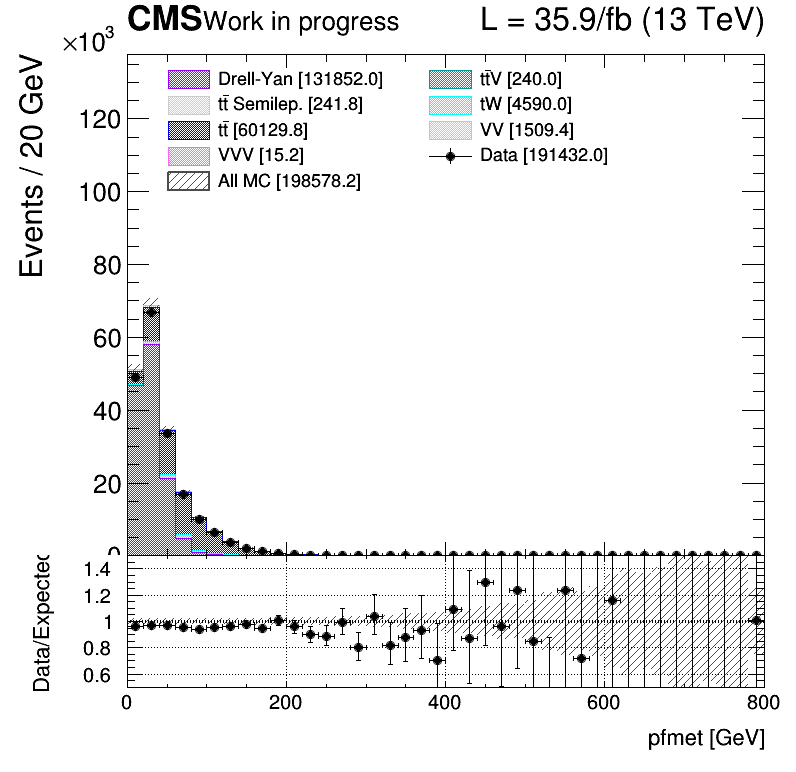 CMS Work in progress L = 35.9/fb (13 TeV)
×10³
Events / 20 GeV
Drell-Yan [131852.0]
tt̄ Semilep. [241.8]
tt̄ [60129.8]
VVV [15.2]
All MC [198578.2]
tt̄V [240.0]
tW [4590.0]
VV [1509.4]
Data [191432.0]
120
100
80
60
40
20
0
Data/Expected
1.4
1.2
1
0.8
0.6
0 200 400 600 800
pfmet [GeV]